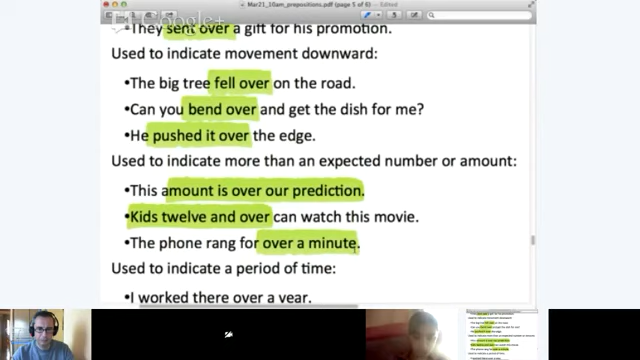 Mar21_10am_prepositions.pdf (page 5 of 6)
Edited
•They sent over a gift for his promotion.
Used to indicate movement downward:
•The big tree fell over on the road.
•Can you bend over and get the dish for me?
•He pushed it over the edge.
Used to indicate more than an expected number or amount:
•This amount is over our prediction.
•Kids twelve and over can watch this movie.
•The phone rang for over a minute.
Used to indicate a period of time:
•I worked there over a year.